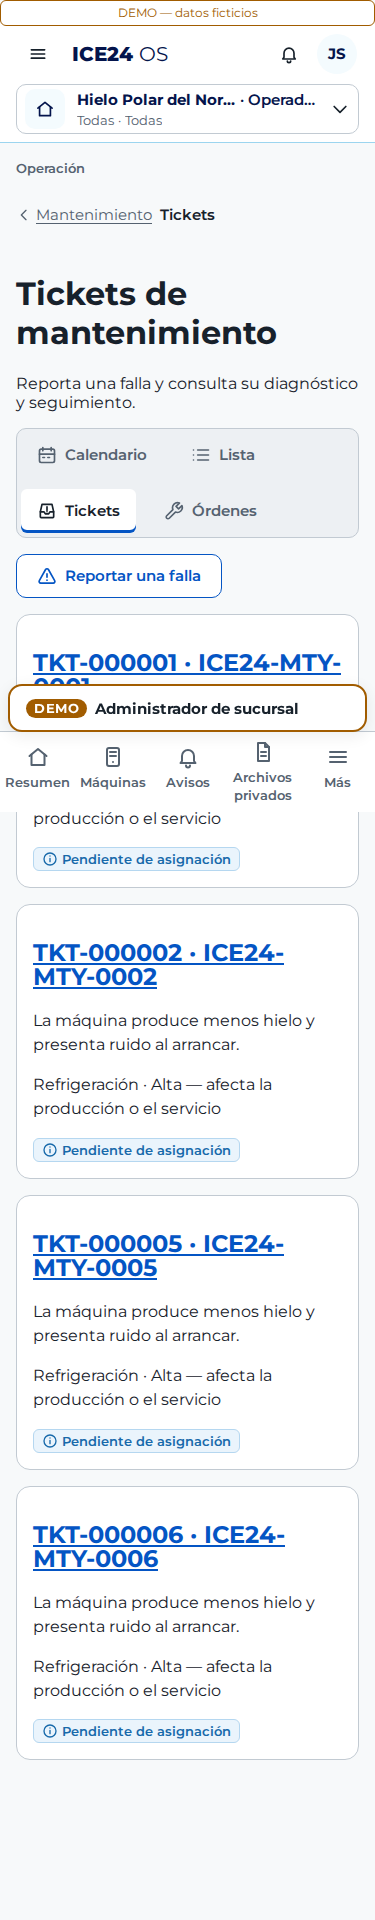 DEMO — datos ficticios
ICE24 OS
JS
Hielo Polar del Nor... · Operad...
Todas · Todas
Operación
Mantenimiento Tickets
Tickets de
mantenimiento
Reporta una falla y consulta su diagnóstico
y seguimiento.
Calendario Lista
Tickets Órdenes
Reportar una falla
TKT-000001 · ICE24-MTY-
DEMO Administrador de sucursal
Resumen Máquinas Avisos Archivos privados Más
producción o el servicio
Pendiente de asignación
TKT-000002 · ICE24-
MTY-0002
La máquina produce menos hielo y
presenta ruido al arrancar.
Refrigeración · Alta — afecta la
producción o el servicio
Pendiente de asignación
TKT-000005 · ICE24-
MTY-0005
La máquina produce menos hielo y
presenta ruido al arrancar.
Refrigeración · Alta — afecta la
producción o el servicio
Pendiente de asignación
TKT-000006 · ICE24-
MTY-0006
La máquina produce menos hielo y
presenta ruido al arrancar.
Refrigeración · Alta — afecta la
producción o el servicio
Pendiente de asignación